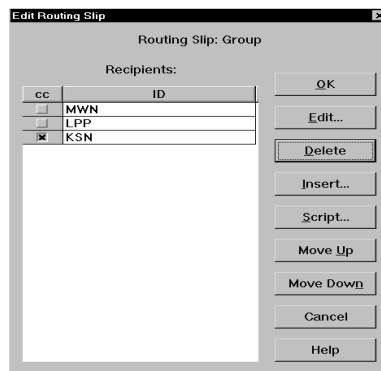 Edit Routing Slip
Routing Slip: Group
Recipients:
cc ID
MWN
LPP
KSN
OK
Edit...
Delete
Insert...
Script...
Move Up
Move Down
Cancel
Help